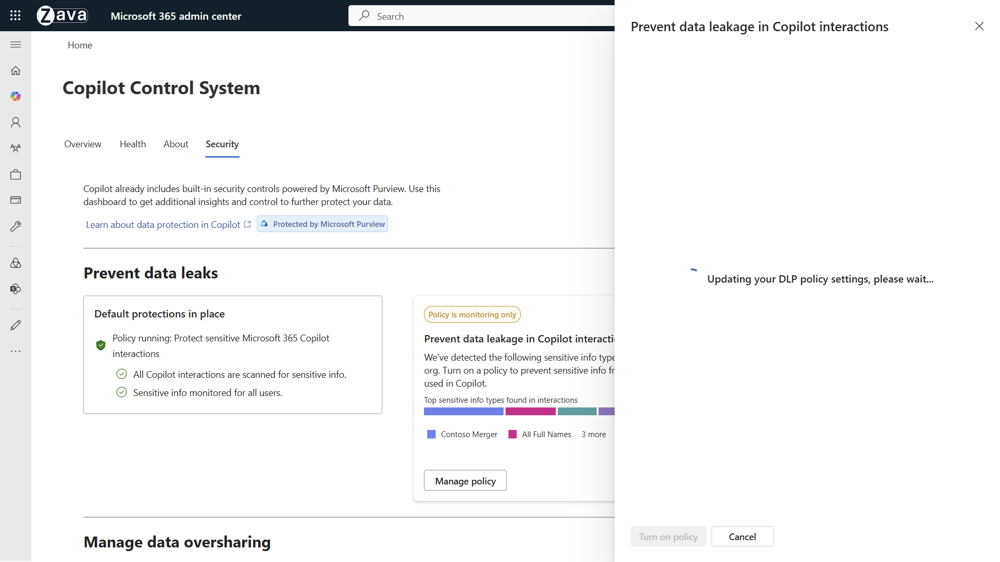 Zava
Microsoft 365 admin center
Search
Home
Copilot Control System
Overview
Health
About
Security
Copilot already includes built-in security controls powered by Microsoft Purview. Use this
dashboard to get additional insights and control to further protect your data.
Learn about data protection in Copilot
Protected by Microsoft Purview
Prevent data leaks
Default protections in place
Policy running: Protect sensitive Microsoft 365 Copilot
interactions
All Copilot interactions are scanned for sensitive info.
Sensitive info monitored for all users.
Policy is monitoring only
Prevent data leakage in Copilot interacti
We've detected the following sensitive info type
org. Turn on a policy to prevent sensitive info fr
used in Copilot.
Top sensitive info types found in interactions
Contoso Merger
All Full Names
3 more
Manage policy
Manage data oversharing
Prevent data leakage in Copilot interactions
Updating your DLP policy settings, please wait...
Turn on policy
Cancel